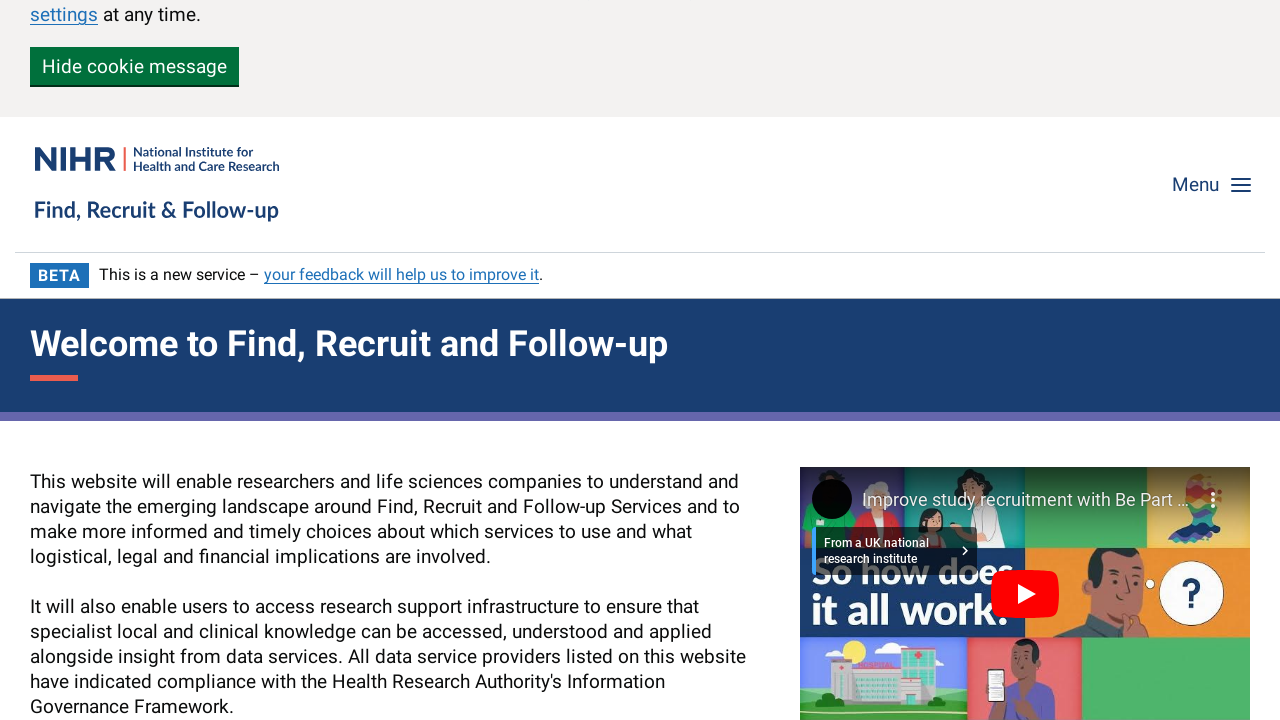 settings at any time.
Hide cookie message
NIHR | National Institute for
Health and Care Research
Find, Recruit & Follow-up
Menu
BETA This is a new service – your feedback will help us to improve it.
Welcome to Find, Recruit and Follow-up
This website will enable researchers and life sciences companies to understand and
navigate the emerging landscape around Find, Recruit and Follow-up Services and to
make more informed and timely choices about which services to use and what
logistical, legal and financial implications are involved.
It will also enable users to access research support infrastructure to ensure that
specialist local and clinical knowledge can be accessed, understood and applied
alongside insight from data services. All data service providers listed on this website
have indicated compliance with the Health Research Authority's Information
Governance Framework.
Improve study recruitment with Be Part ...
From a UK national
research institute
So how does
it all work?
?
HOSPITAL